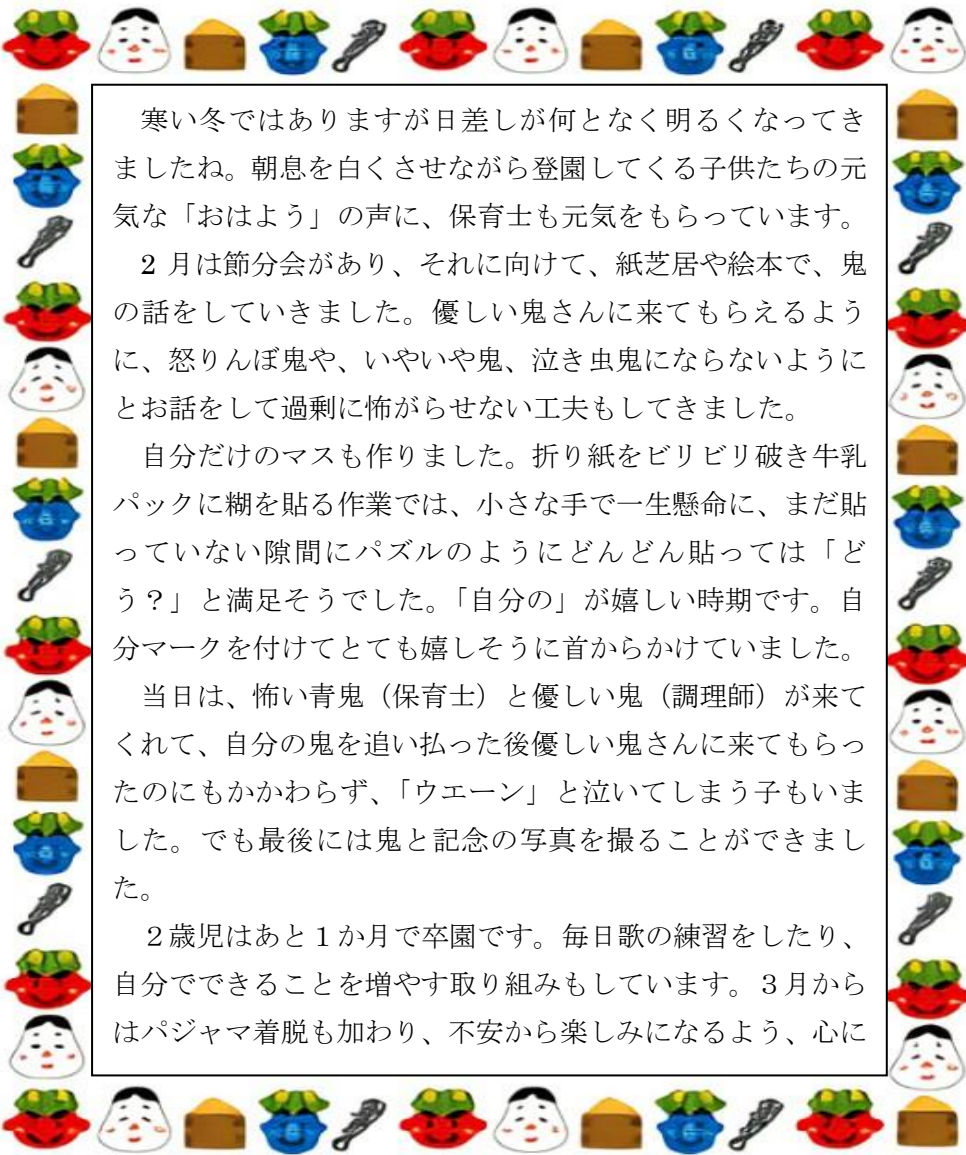 寒い冬ではありますが日差しが何となく明るくなってき
ましたね。朝息を白くさせながら登園してくる子供たちの元
気な「おはよう」の声に、保育士も元気をもらっています。
2 月は節分会があり、それに向けて、紙芝居や絵本で、鬼
の話をしていきました。優しい鬼さんに来てもらえるよう
に、怒りんぼ鬼や、いやいや鬼、泣き虫鬼にならないように
とお話をして過剰に怖がらせない工夫もしてきました。
自分だけのマスも作りました。折り紙をビリビリ破き牛乳
パックに糊を貼る作業では、小さな手で一生懸命に、まだ貼
っていない隙間にパズルのようにどんどん貼っては「ど
う？」と満足そうでした。「自分の」が嬉しい時期です。自
分マークを付けてとても嬉しそうに首からかけていました。
当日は、怖い青鬼（保育士）と優しい鬼（調理師）が来て
くれて、自分の鬼を追い払った後優しい鬼さんに来てもらっ
たのにもかかわらず、「ウエーン」と泣いてしまう子もいま
した。でも最後には鬼と記念の写真を撮ることができまし
た。
２歳児はあと１か月で卒園です。毎日歌の練習をしたり、
自分でできることを増やす取り組みもしています。３月から
はパジャマ着脱も加わり、不安から楽しみになるよう、心に